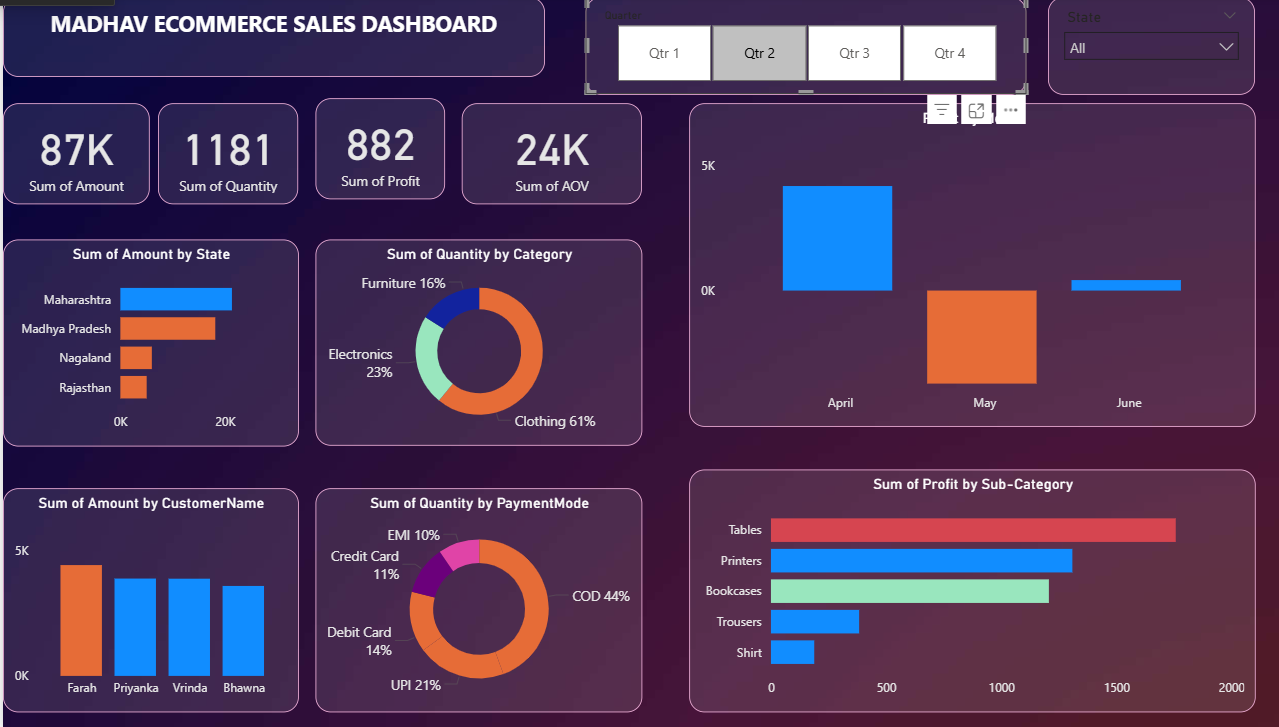 MADHAV ECOMMERCE SALES DASHBOARD
Quarter
Qtr 1
Qtr 2
Qtr 3
Qtr 4
State
All
87K
Sum of Amount
1181
Sum of Quantity
882
Sum of Profit
24K
Sum of AOV
5K
0K
April
May
June
Sum of Amount by State
Maharashtra
Madhya Pradesh
Nagaland
Rajasthan
0K
20K
Sum of Quantity by Category
Furniture 16%
Electronics
23%
Clothing 61%
Sum of Amount by CustomerName
5K
0K
Farah
Priyanka
Vrinda
Bhawna
Sum of Quantity by PaymentMode
EMI 10%
Credit Card
11%
COD 44%
Debit Card
14%
UPI 21%
Sum of Profit by Sub-Category
Tables
Printers
Bookcases
Trousers
Shirt
0
500
1000
1500
2000